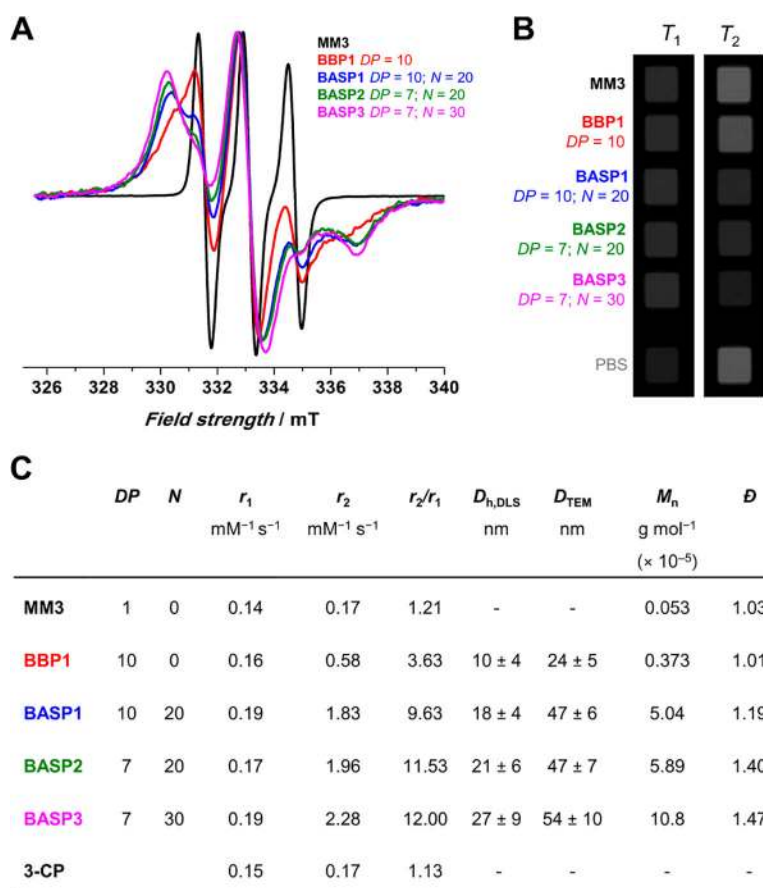 A
MM3
BBP1 DP = 10
BASP1 DP = 10; N = 20
BASP2 DP = 7; N = 20
BASP3 DP = 7; N = 30
326 328 330 332 334 336 338 340
Field strength / mT
B
T1 T2
MM3
BBP1
DP = 10
BASP1
DP = 10; N = 20
BASP2
DP = 7; N = 20
BASP3
DP = 7; N = 30
PBS
C
DP N r1 r2 r2/r1 Dh,DLS DTEM Mn Đ
mM−1 s−1 mM−1 s−1 nm nm g mol−1
(× 10−5)
MM3 1 0 0.14 0.17 1.21 - - 0.053 1.03
BBP1 10 0 0.16 0.58 3.63 10 ± 4 24 ± 5 0.373 1.01
BASP1 10 20 0.19 1.83 9.63 18 ± 4 47 ± 6 5.04 1.19
BASP2 7 20 0.17 1.96 11.53 21 ± 6 47 ± 7 5.89 1.40
BASP3 7 30 0.19 2.28 12.00 27 ± 9 54 ± 10 10.8 1.47
3-CP 0.15 0.17 1.13 - - - -